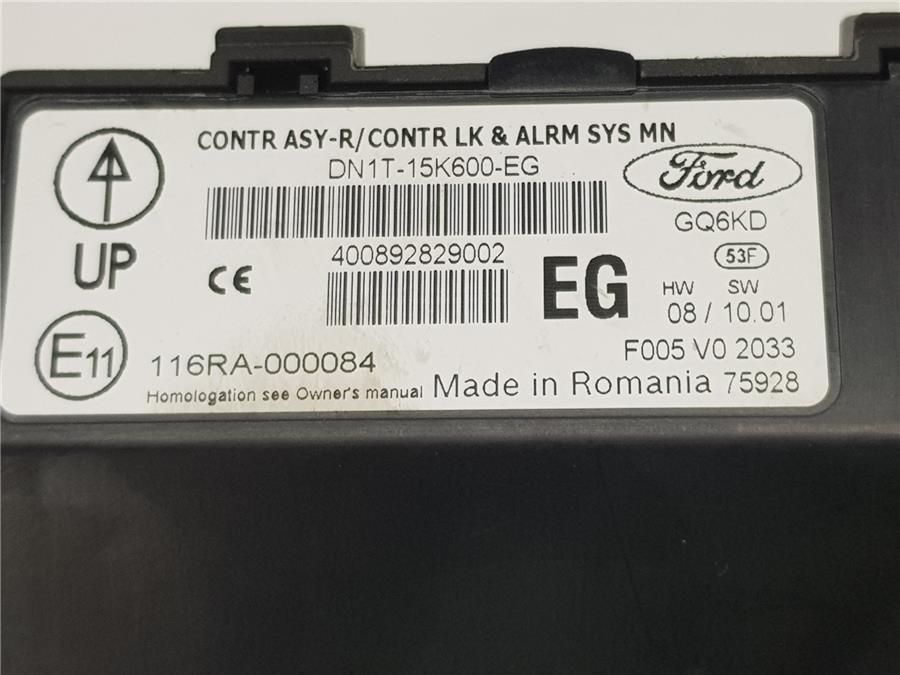 CONTR ASY-R/CONTR LK & ALRM SYS MN
DN1T-15K600-EG
Ford
GQ6KD
UP
400892829002
CE
EG
53F
HW SW
08 / 10.01
E11
116RA-000084
F005 V0 2033
Homologation see Owner's manual Made in Romania 75928